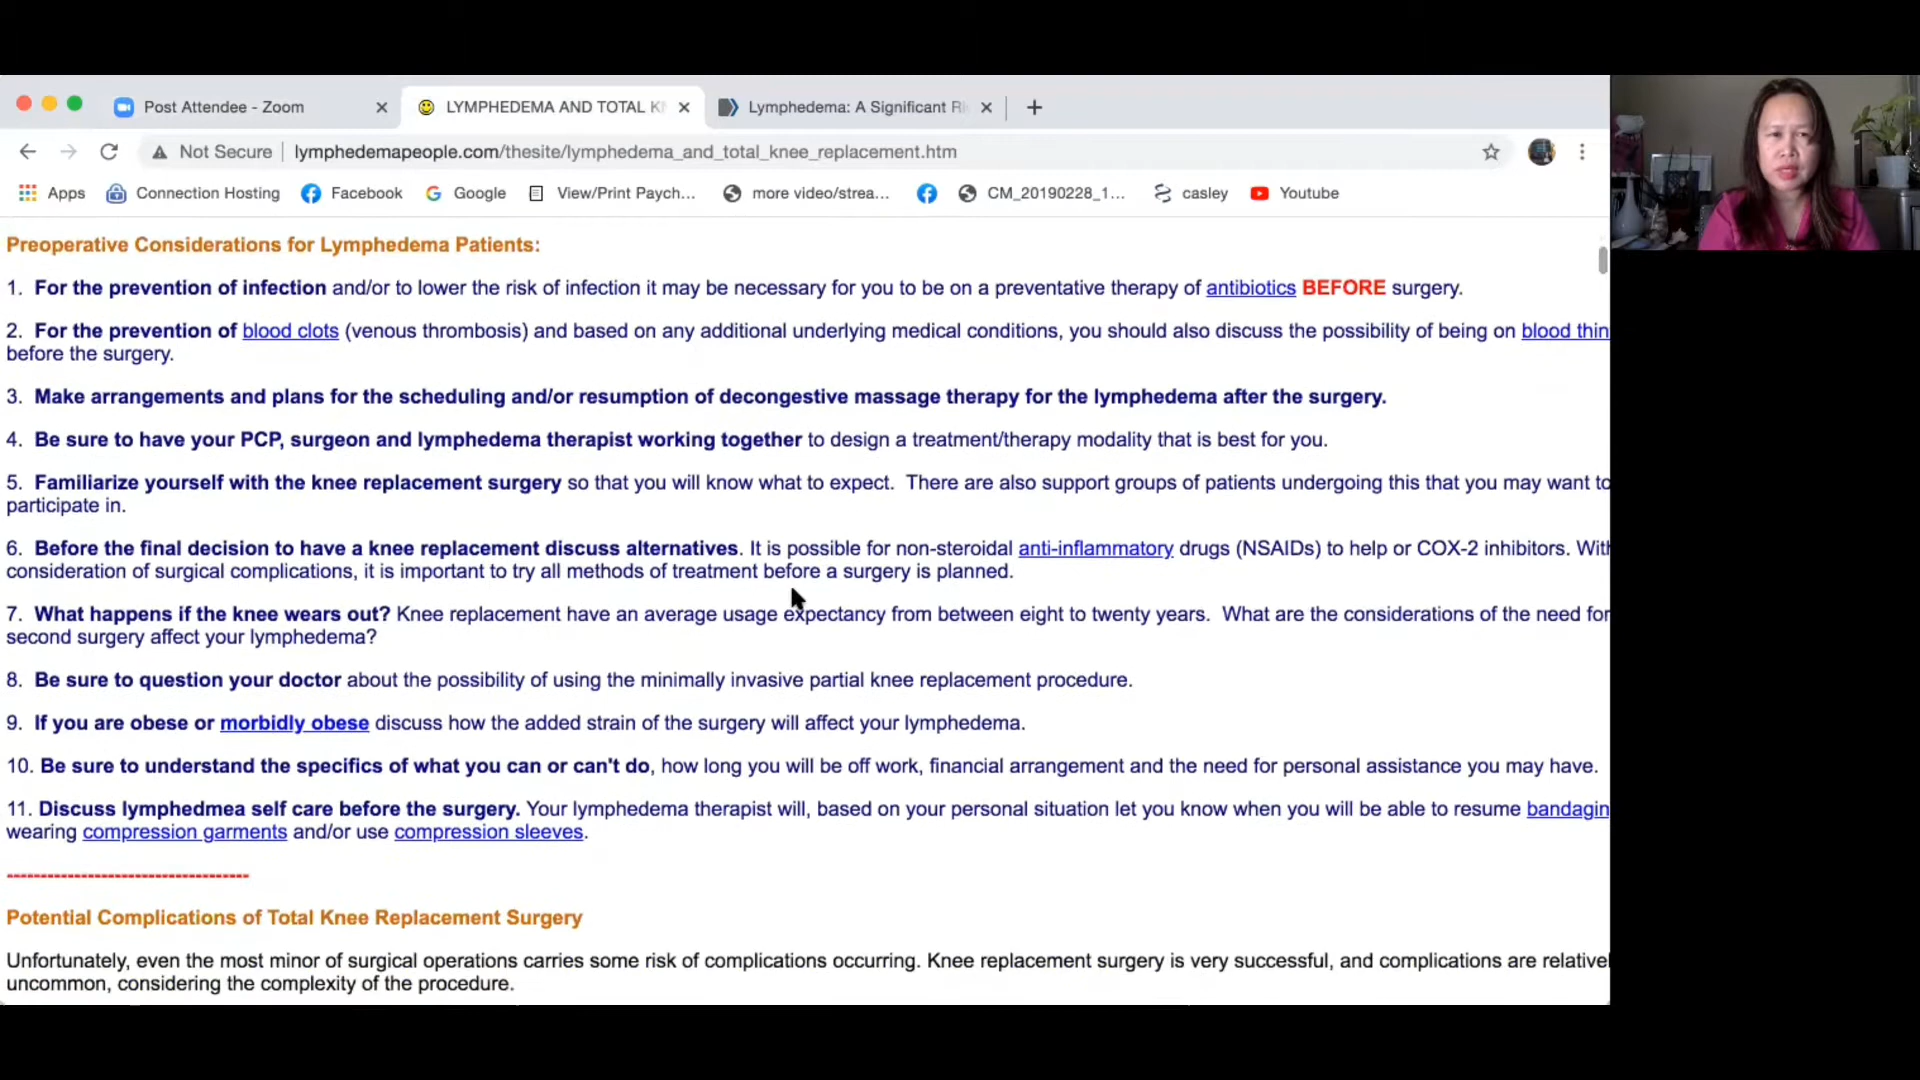 Post Attendee - Zoom
LYMPHEDEMA AND TOTAL K
Lymphedema: A Significant Ri
Not Secure
lymphedemapeople.com/thesite/lymphedema_and_total_knee_replacement.htm
Apps
Connection Hosting
Facebook
Google
View/Print Paych...
more video/strea...
CM_20190228_1...
casley
Youtube
Preoperative Considerations for Lymphedema Patients:
1. For the prevention of infection and/or to lower the risk of infection it may be necessary for you to be on a preventative therapy of antibiotics BEFORE surgery.
2. For the prevention of blood clots (venous thrombosis) and based on any additional underlying medical conditions, you should also discuss the possibility of being on blood thin
before the surgery.
3. Make arrangements and plans for the scheduling and/or resumption of decongestive massage therapy for the lymphedema after the surgery.
4. Be sure to have your PCP, surgeon and lymphedema therapist working together to design a treatment/therapy modality that is best for you.
5. Familiarize yourself with the knee replacement surgery so that you will know what to expect. There are also support groups of patients undergoing this that you may want to
participate in.
6. Before the final decision to have a knee replacement discuss alternatives. It is possible for non-steroidal anti-inflammatory drugs (NSAIDs) to help or COX-2 inhibitors. With
consideration of surgical complications, it is important to try all methods of treatment before a surgery is planned.
7. What happens if the knee wears out? Knee replacement have an average usage expectancy from between eight to twenty years. What are the considerations of the need for
second surgery affect your lymphedema?
8. Be sure to question your doctor about the possibility of using the minimally invasive partial knee replacement procedure.
9. If you are obese or morbidly obese discuss how the added strain of the surgery will affect your lymphedema.
10. Be sure to understand the specifics of what you can or can't do, how long you will be off work, financial arrangement and the need for personal assistance you may have.
11. Discuss lymphedmea self care before the surgery. Your lymphedema therapist will, based on your personal situation let you know when you will be able to resume bandagin
wearing compression garments and/or use compression sleeves.
------------------------------------
Potential Complications of Total Knee Replacement Surgery
Unfortunately, even the most minor of surgical operations carries some risk of complications occurring. Knee replacement surgery is very successful, and complications are relativel
uncommon, considering the complexity of the procedure.